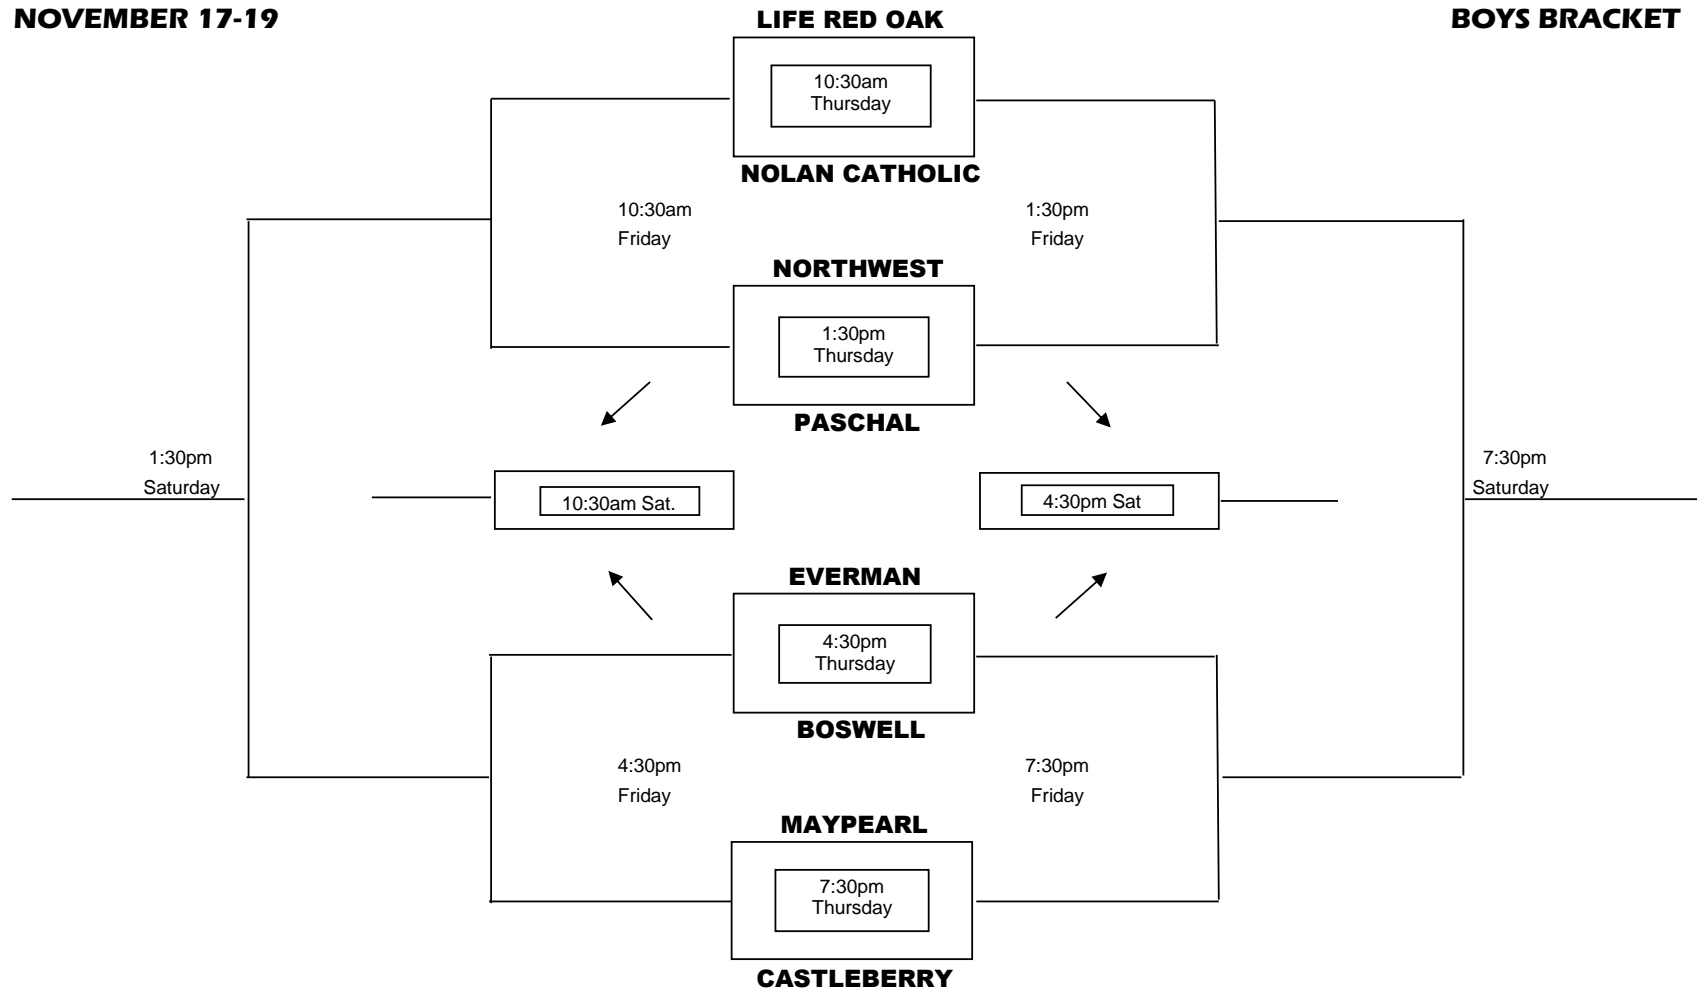 NOVEMBER 17-19
LIFE RED OAK
BOYS BRACKET
10:30am
Thursday
NOLAN CATHOLIC
10:30am
Friday
1:30pm
Friday
NORTHWEST
1:30pm
Thursday
PASCHAL
1:30pm
Saturday
10:30am Sat.
4:30pm Sat
7:30pm
Saturday
EVERMAN
4:30pm
Thursday
BOSWELL
4:30pm
Friday
7:30pm
Friday
MAYPEARL
7:30pm
Thursday
CASTLEBERRY